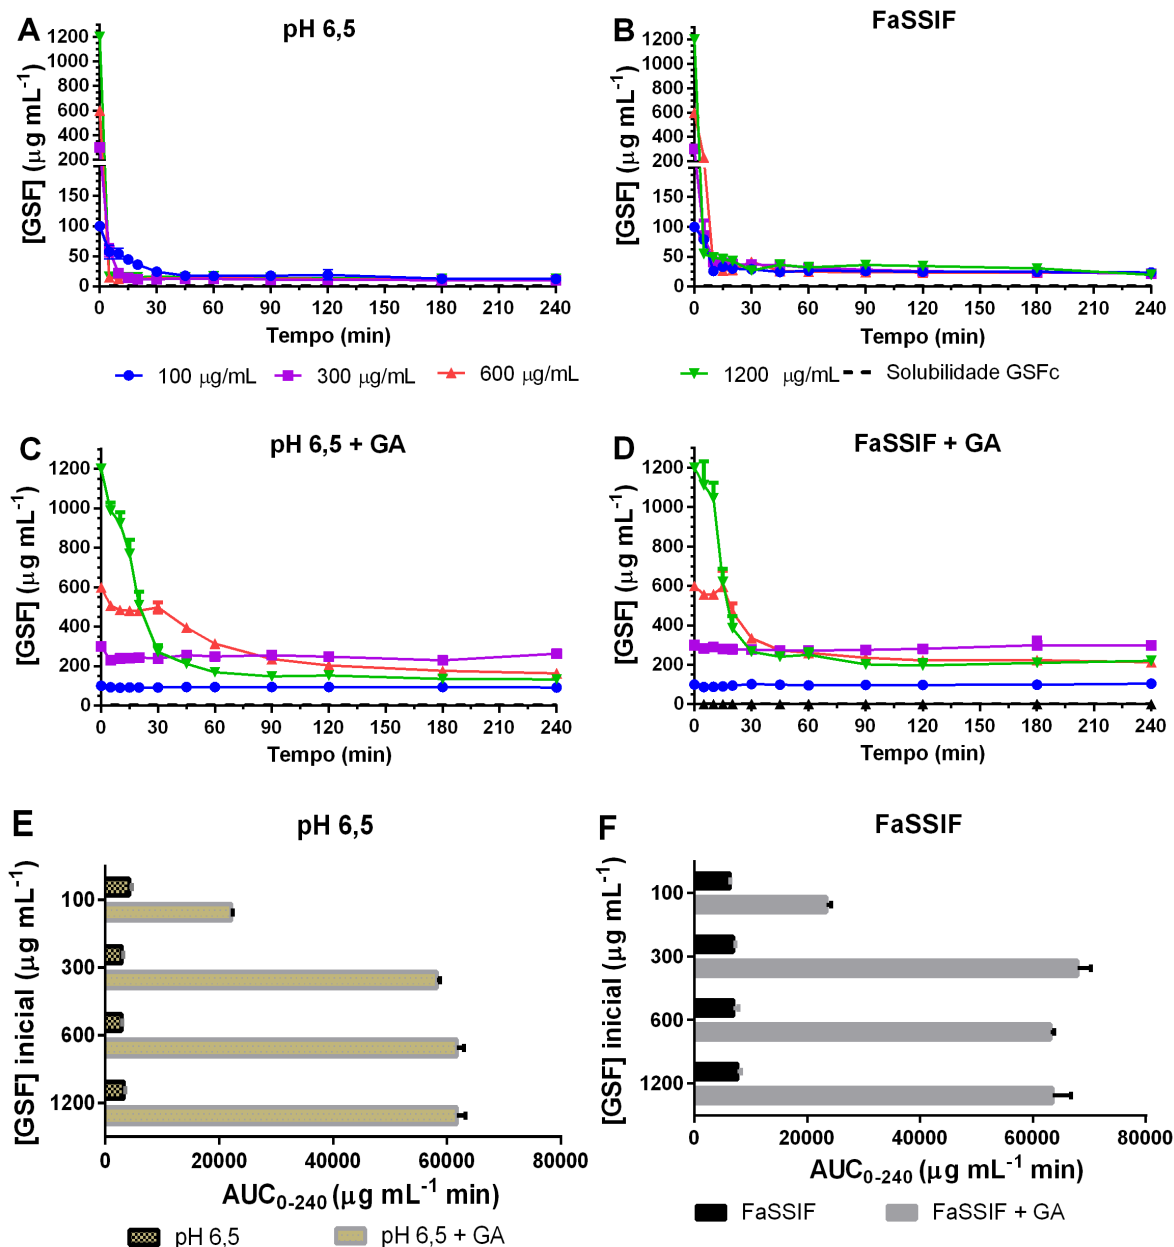 A
pH 6,5
[GSF] (μg mL-1)
1200
1000
800
600
400
200
150
100
50
0
0 30 60 90 120 150 180 210 240
Tempo (min)
B
FaSSIF
[GSF] (μg mL-1)
1200
1000
800
600
400
200
150
100
50
0
0 30 60 90 120 150 180 210 240
Tempo (min)
100 μg/mL 300 μg/mL 600 μg/mL 1200 μg/mL Solubilidade GSFc
C
pH 6,5 + GA
[GSF] (μg mL-1)
1200
1000
800
600
400
200
0
0 30 60 90 120 150 180 210 240
Tempo (min)
D
FaSSIF + GA
[GSF] (μg mL-1)
1200
1000
800
600
400
200
0
0 30 60 90 120 150 180 210 240
Tempo (min)
E
pH 6,5
[GSF] inicial (μg mL-1)
100
300
600
1200
0 20000 40000 60000 80000
AUC0-240 (μg mL-1 min)
pH 6,5 pH 6,5 + GA
F
FaSSIF
[GSF] inicial (μg mL-1)
100
300
600
1200
0 20000 40000 60000 80000
AUC0-240 (μg mL-1 min)
FaSSIF FaSSIF + GA